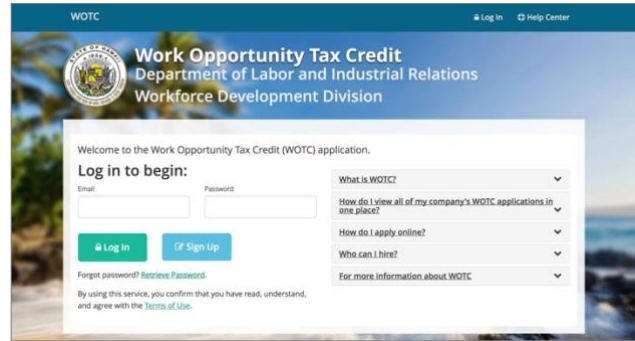 WOTC
Log In
Help Center
Work Opportunity Tax Credit
Department of Labor and Industrial Relations
Workforce Development Division
Welcome to the Work Opportunity Tax Credit (WOTC) application.
Log in to begin:
Email:
Password:
Log In
Sign Up
Forgot password? Retrieve Password.
By using this service, you confirm that you have read, understand,
and agree with the Terms of Use.
What is WOTC?
How do I view all of my company's WOTC applications in
one place?
How do I apply online?
Who can I hire?
For more information about WOTC